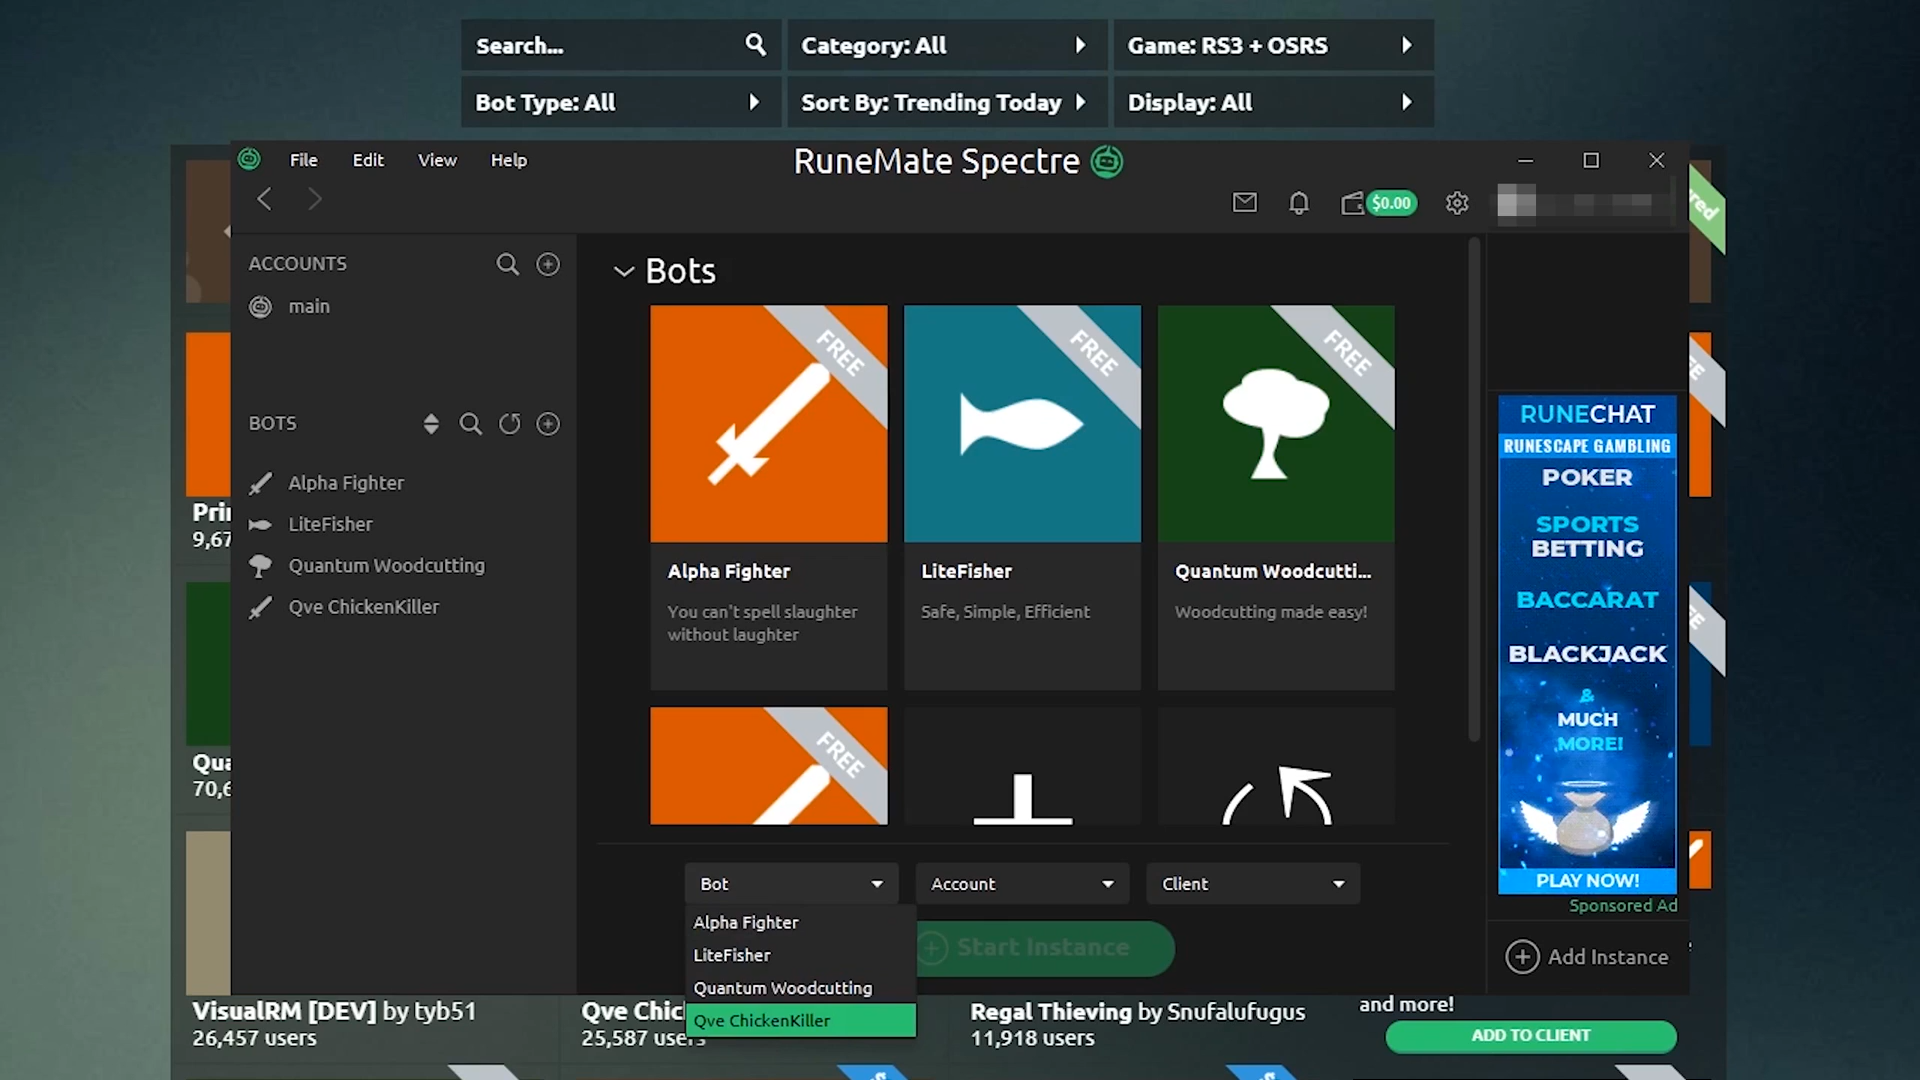 Search...
Category: All
Game: RS3 + OSRS
Bot Type: All
Sort By: Trending Today
Display: All
File
Edit
View
Help
RuneMate Spectre
$0.00
ACCOUNTS
main
BOTS
Alpha Fighter
LiteFisher
Quantum Woodcutting
Qve ChickenKiller
Bots
FREE
FREE
FREE
Alpha Fighter
You can't spell slaughter
without laughter
LiteFisher
Safe, Simple, Efficient
Quantum Woodcutti...
Woodcutting made easy!
FREE
Bot
Account
Client
Alpha Fighter
LiteFisher
Quantum Woodcutting
Qve ChickenKiller
Start Instance
RUNECHAT
RUNESCAPE GAMBLING
POKER
SPORTS
BETTING
BACCARAT
BLACKJACK
&
MUCH
MORE!
PLAY NOW!
Sponsored Ad
Add Instance
VisualRM [DEV] by tyb51
26,457 users
Qve Chic
25,587 users
Regal Thieving by Snufalufugus
11,918 users
and more!
ADD TO CLIENT